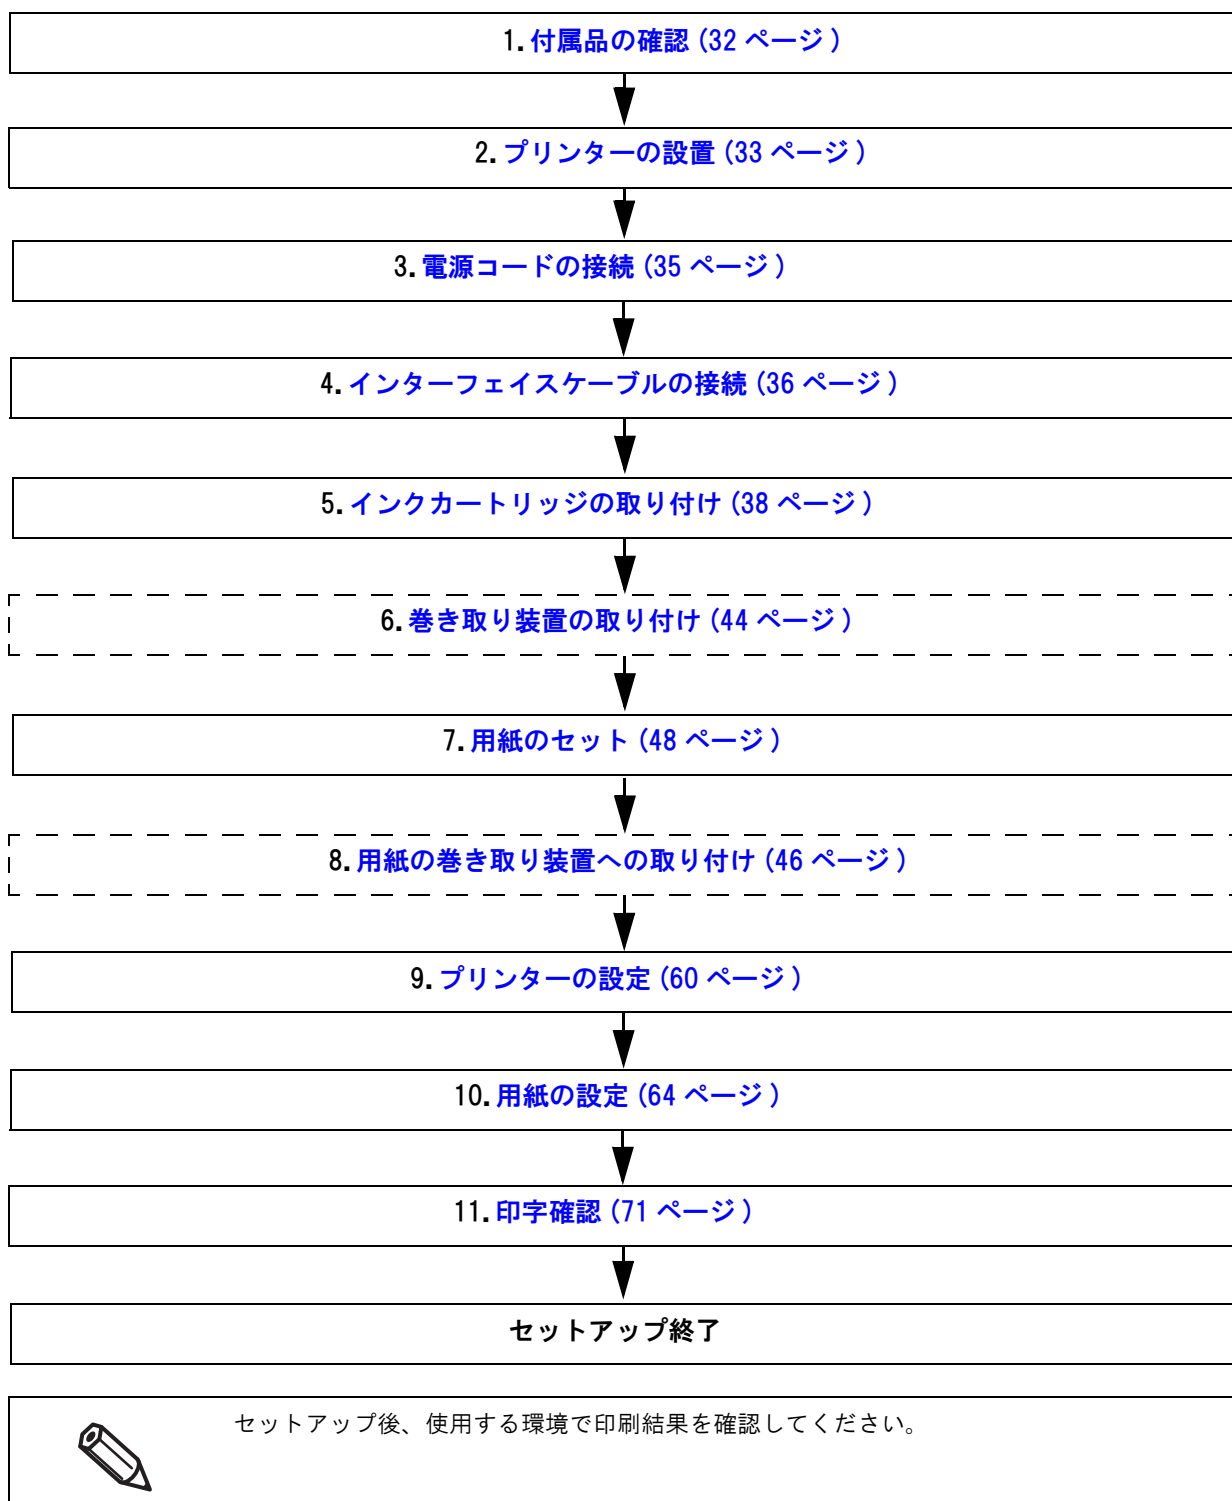 1. 付属品の確認 (32 ページ )
2. プリンターの設置 (33 ページ )
3. 電源コードの接続 (35 ページ )
4. インターフェイスケーブルの接続 (36 ページ )
5. インクカートリッジの取り付け (38 ページ )
6. 巻き取り装置の取り付け (44 ページ )
7. 用紙のセット (48 ページ )
8. 用紙の巻き取り装置への取り付け (46 ページ )
9. プリンターの設定 (60 ページ )
10. 用紙の設定 (64 ページ )
11. 印字確認 (71 ページ )
セットアップ終了
セットアップ後、使用する環境で印刷結果を確認してください。